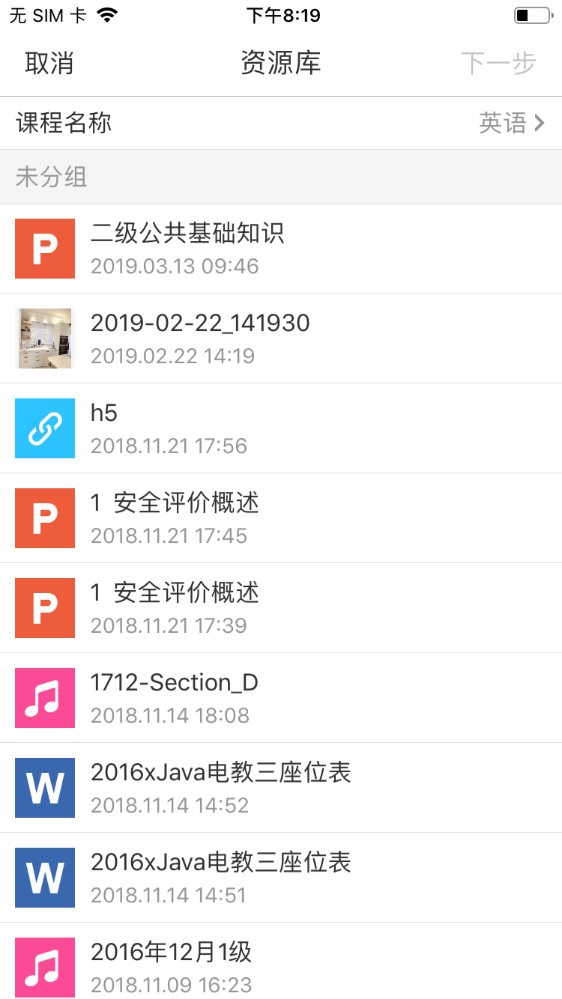 无 SIM 卡
下午8:19
取消
资源库
下一步
课程名称
英语
未分组
P
二级公共基础知识
2019.03.13 09:46
2019-02-22_141930
2019.02.22 14:19
h5
2018.11.21 17:56
P
1 安全评价概述
2018.11.21 17:45
P
1 安全评价概述
2018.11.21 17:39
1712-Section_D
2018.11.14 18:08
W
2016xJava电教三座位表
2018.11.14 14:52
W
2016xJava电教三座位表
2018.11.14 14:51
2016年12月1级
2018.11.09 16:23